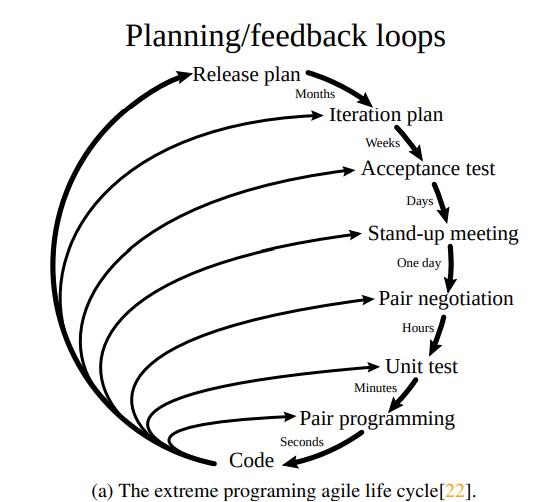 Planning/feedback loops
Release plan
Months
Iteration plan
Weeks
Acceptance test
Days
Stand-up meeting
One day
Pair negotiation
Hours
Unit test
Minutes
Pair programming
Seconds
Code
(a) The extreme programing agile life cycle[22].